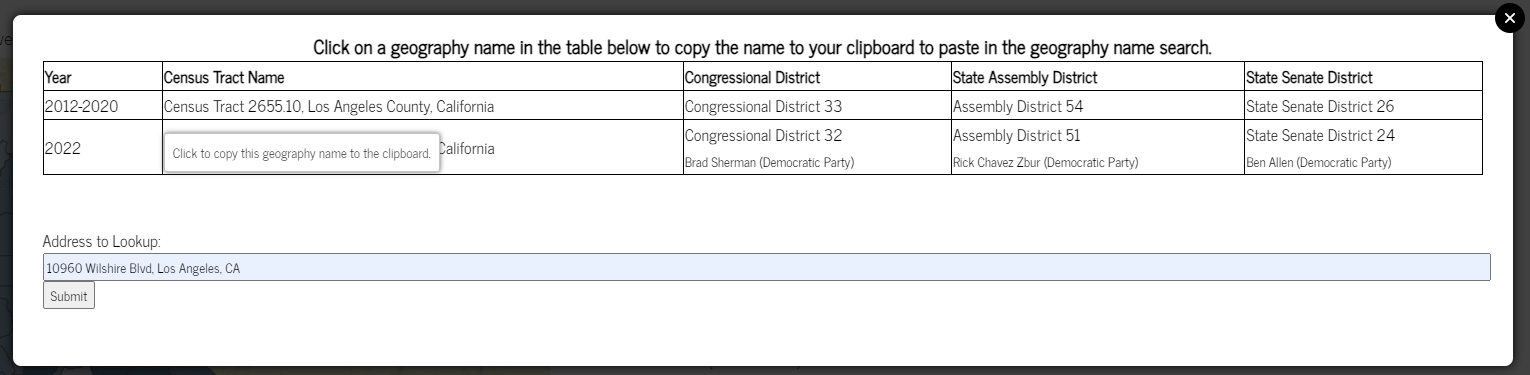 Click on a geography name in the table below to copy the name to your clipboard to paste in the geography name search.
Year Census Tract Name Congressional District State Assembly District State Senate District
2012-2020 Census Tract 2655.10, Los Angeles County, California Congressional District 33 Assembly District 54 State Senate District 26
2022 California Congressional District 32 Assembly District 51 State Senate District 24
Click to copy this geography name to the clipboard.
Brad Sherman (Democratic Party) Rick Chavez Zbur (Democratic Party) Ben Allen (Democratic Party)
Address to Lookup:
10960 Wilshire Blvd, Los Angeles, CA
Submit